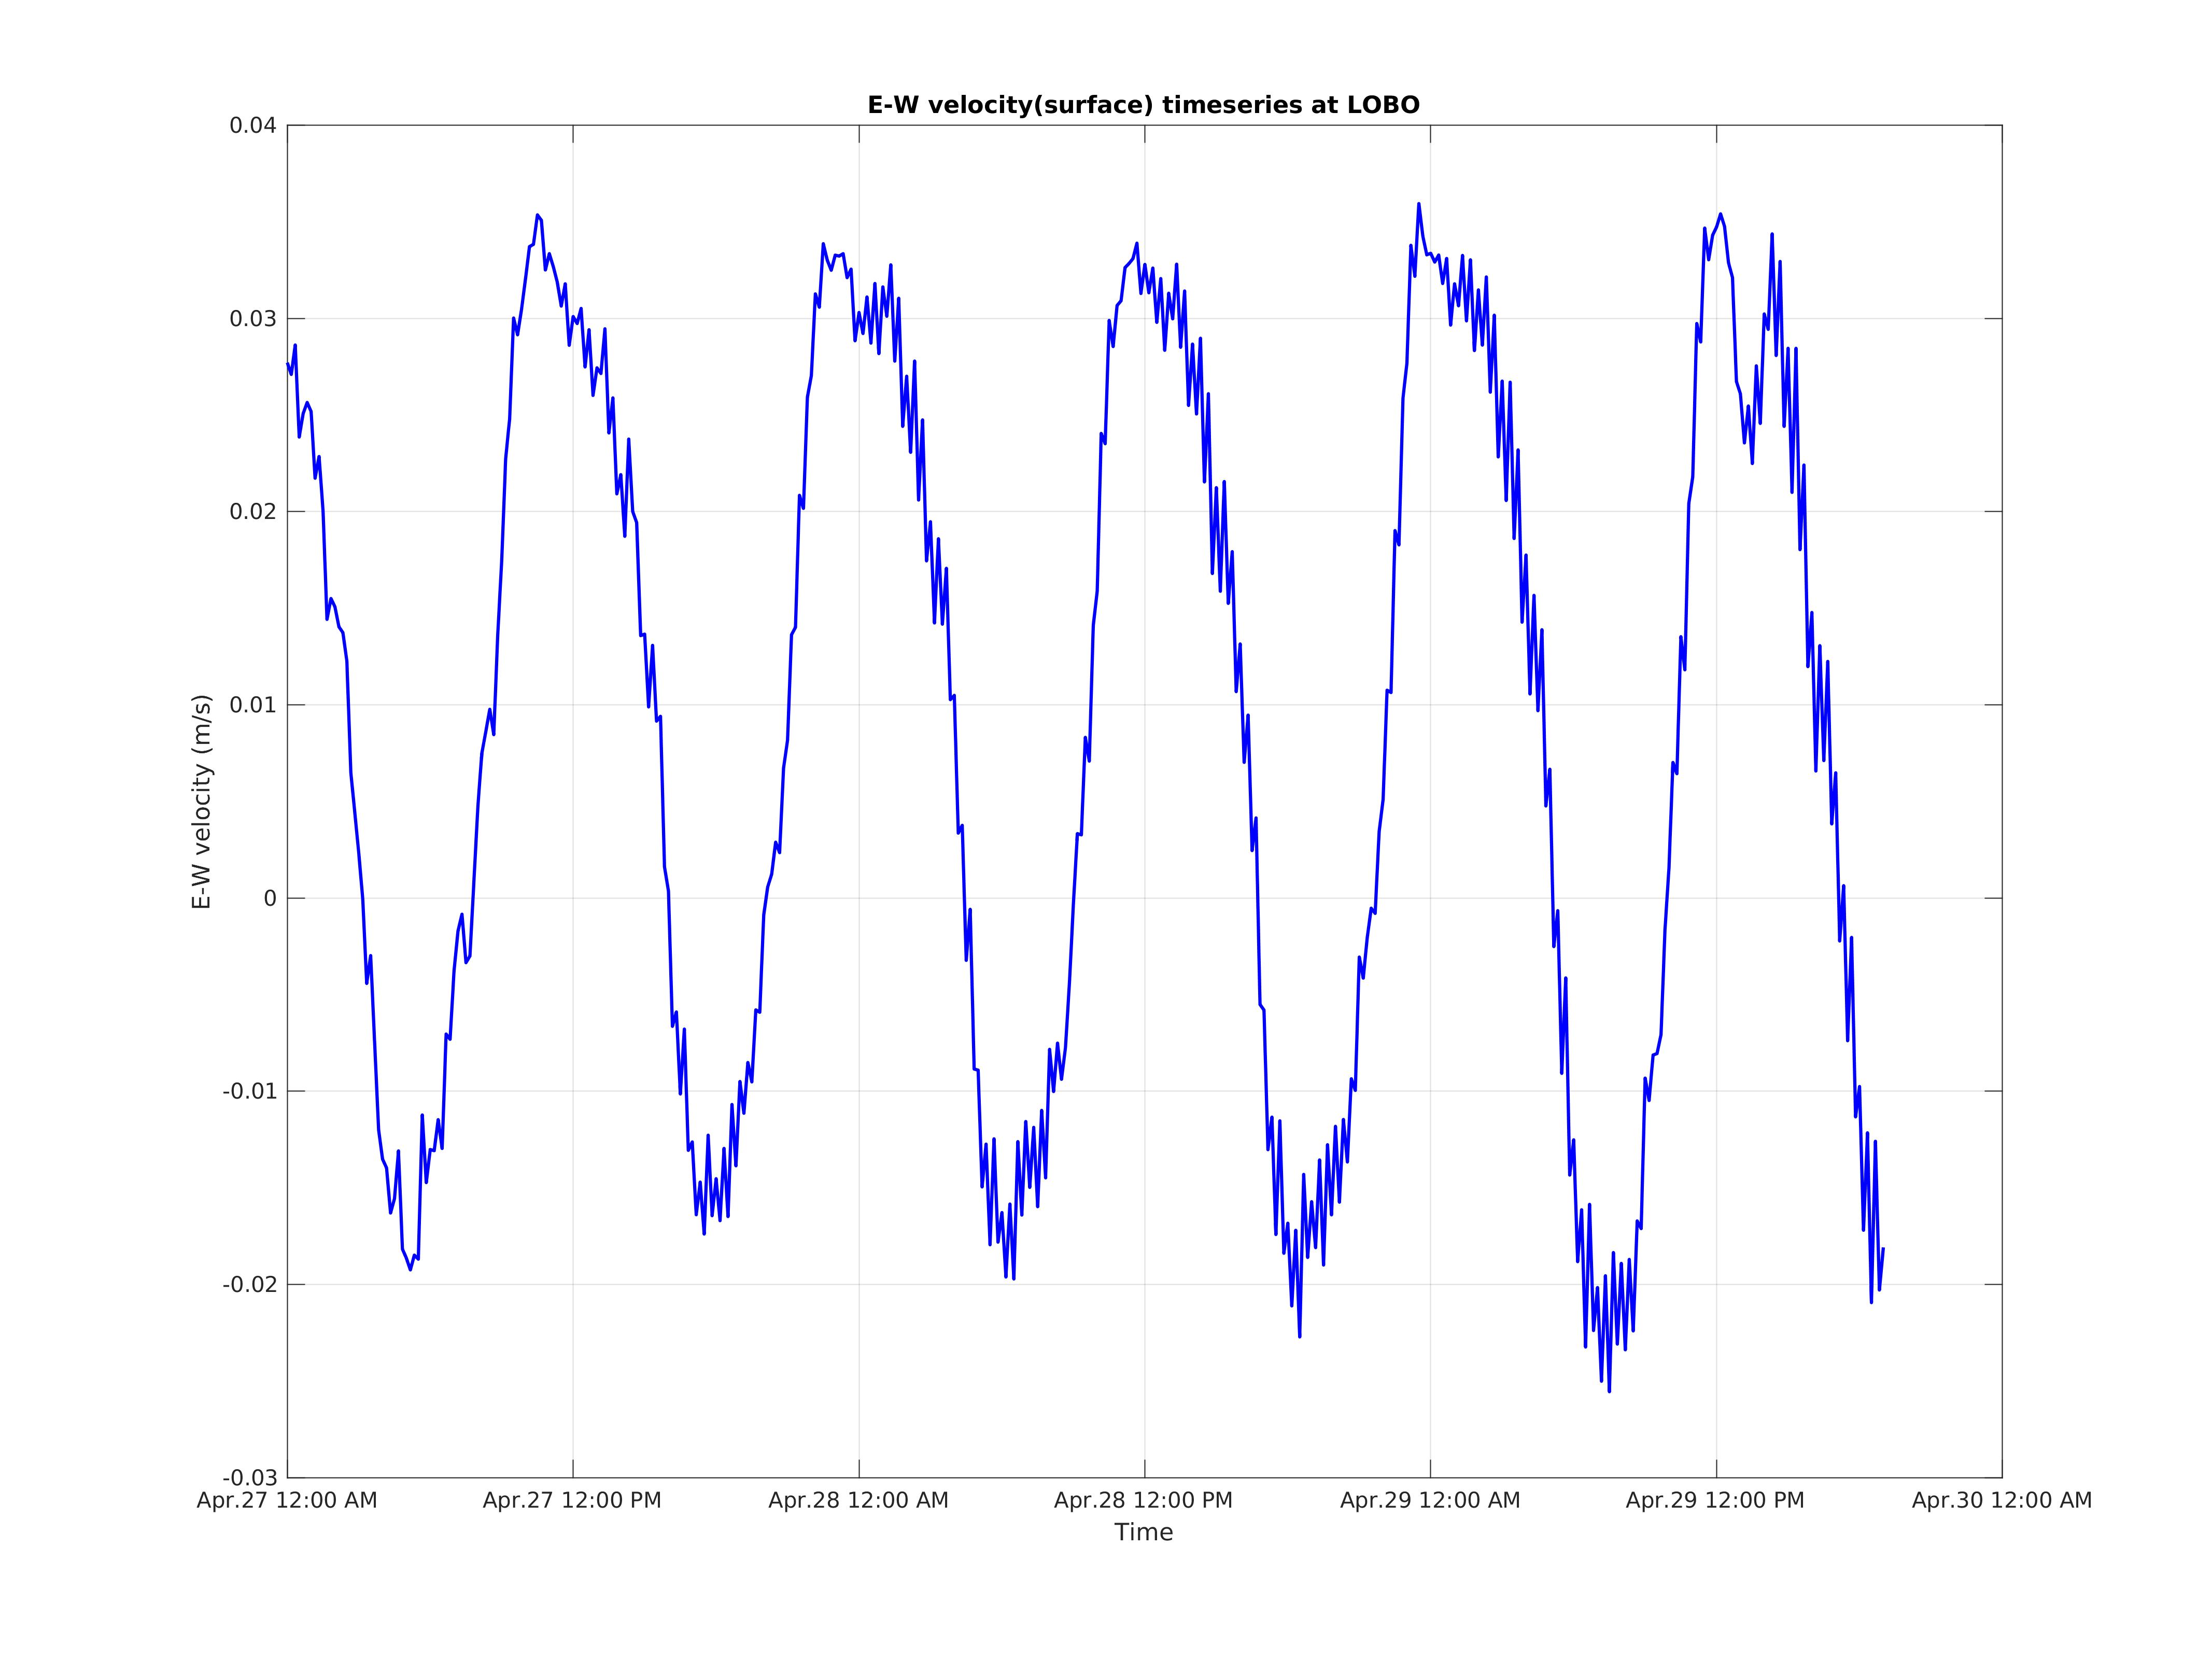 E-W velocity(surface) timeseries at LOBO
0.04
0.03
0.02
0.01
0
-0.01
-0.02
-0.03
E-W velocity (m/s)
Apr.27 12:00 AM Apr.27 12:00 PM Apr.28 12:00 AM Apr.28 12:00 PM Apr.29 12:00 AM Apr.29 12:00 PM Apr.30 12:00 AM
Time